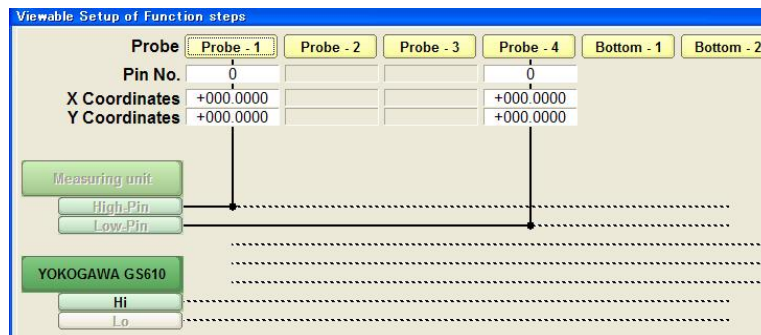 Viewable Setup of Function steps
Probe Probe - 1 Probe - 2 Probe - 3 Probe - 4 Bottom - 1 Bottom - 2
Pin No. 0 0
X Coordinates +000.0000 +000.0000
Y Coordinates +000.0000 +000.0000
Measuring unit
High-Pin
Low-Pin
YOKOGAWA GS610
Hi
Lo